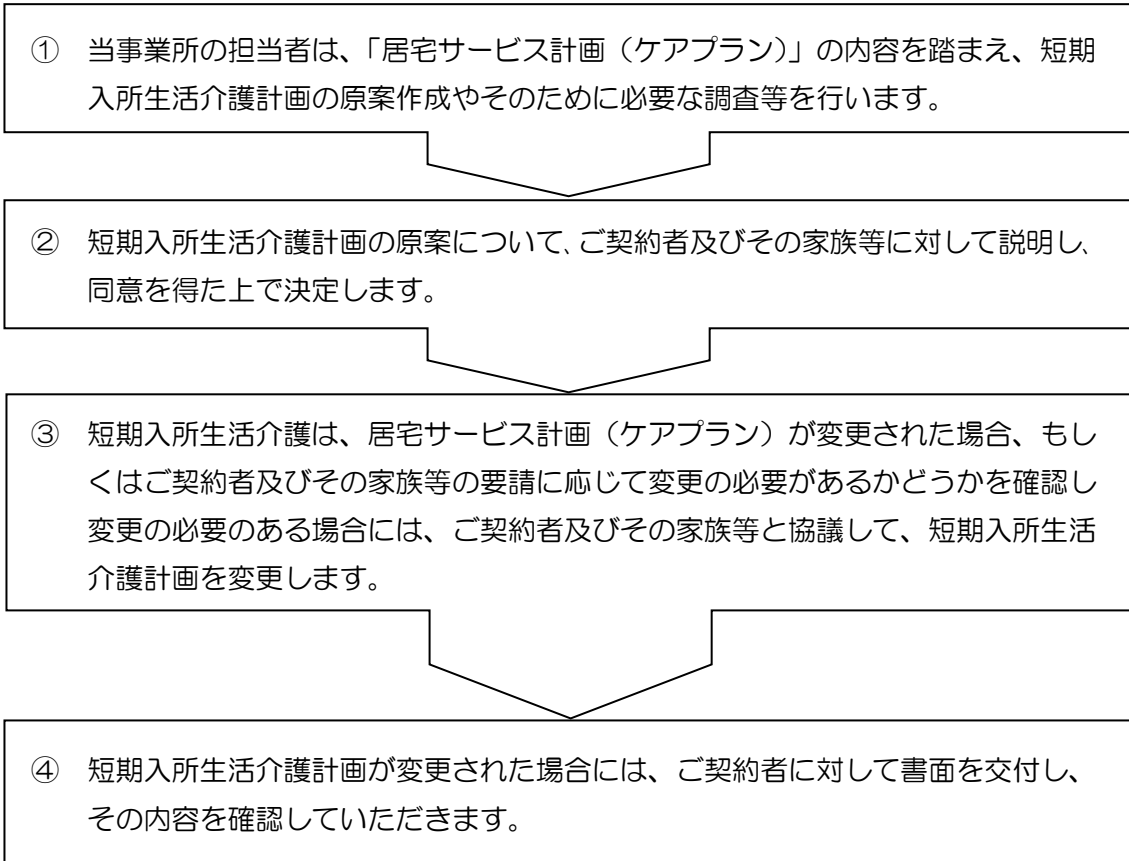 ① 当事業所の担当者は、「居宅サービス計画（ケアプラン）」の内容を踏まえ、短期
入所生活介護計画の原案作成やそのために必要な調査等を行います。
② 短期入所生活介護計画の原案について、ご契約者及びその家族等に対して説明し、
同意を得た上で決定します。
③ 短期入所生活介護は、居宅サービス計画（ケアプラン）が変更された場合、もし
くはご契約者及びその家族等の要請に応じて変更の必要があるかどうかを確認し
変更の必要のある場合には、ご契約者及びその家族等と協議して、短期入所生活
介護計画を変更します。
④ 短期入所生活介護計画が変更された場合には、ご契約者に対して書面を交付し、
その内容を確認していただきます。